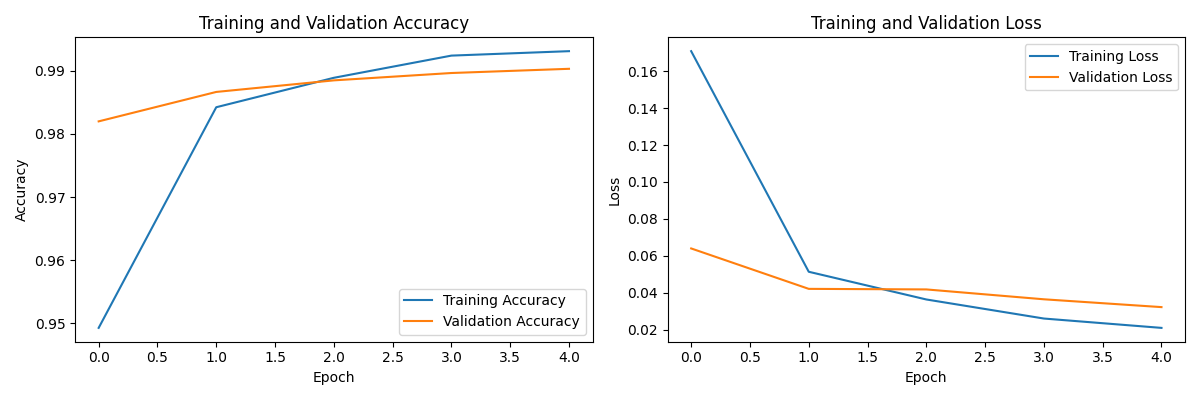 Training and Validation Accuracy
Accuracy
0.99
0.98
0.97
0.96
0.95
0.0 0.5 1.0 1.5 2.0 2.5 3.0 3.5 4.0
Epoch
Training Accuracy
Validation Accuracy
Training and Validation Loss
Loss
0.16
0.14
0.12
0.10
0.08
0.06
0.04
0.02
0.0 0.5 1.0 1.5 2.0 2.5 3.0 3.5 4.0
Epoch
Training Loss
Validation Loss